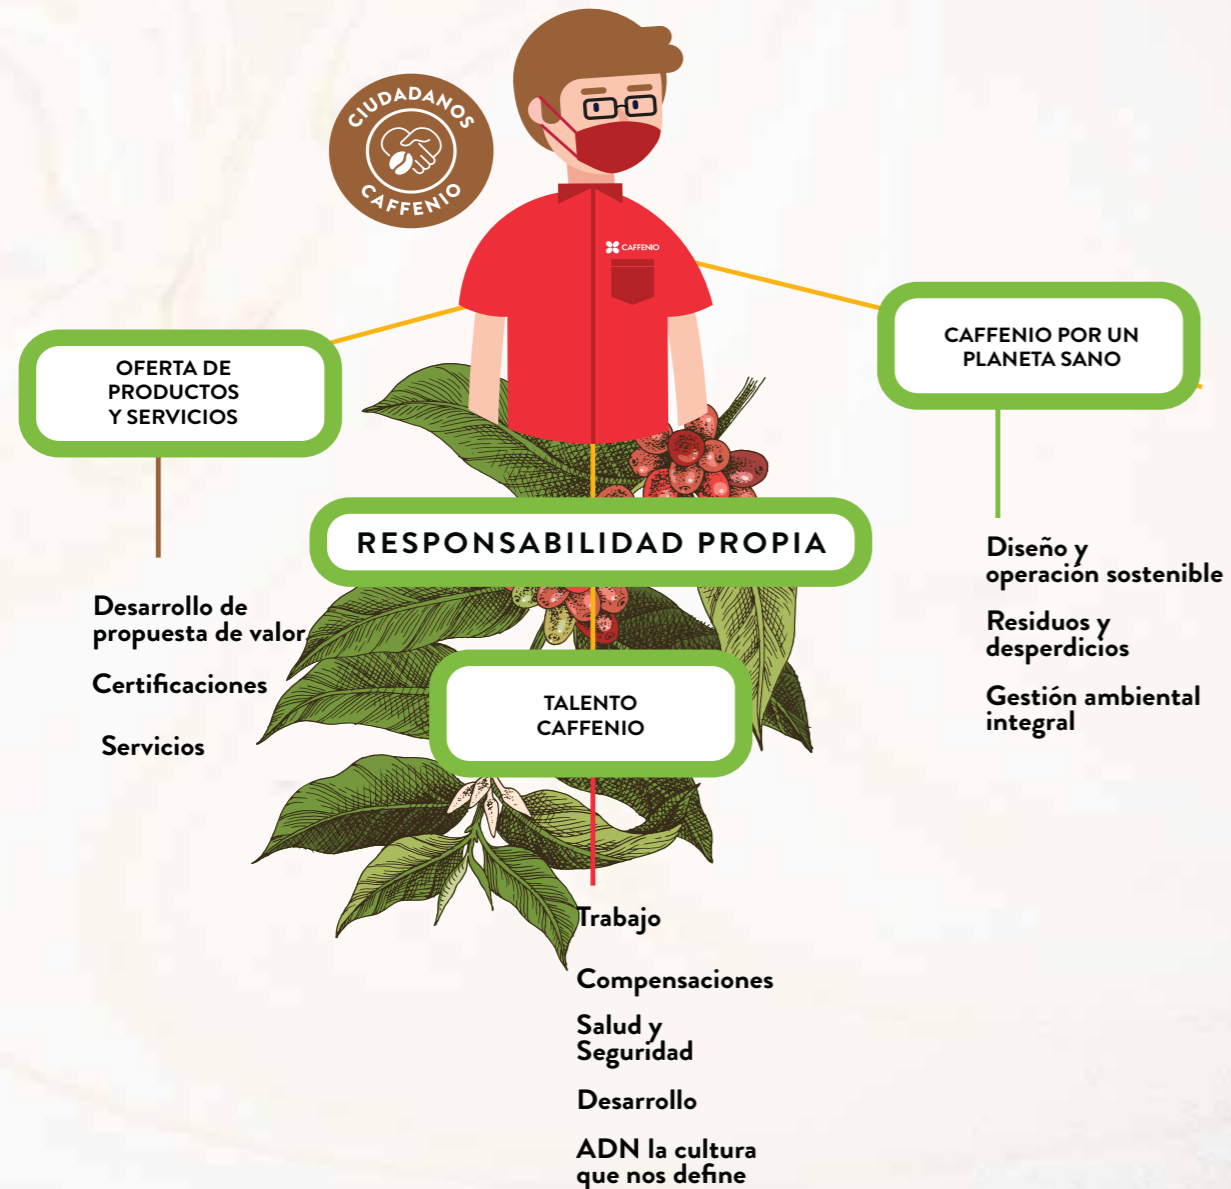 CIUDADANOS
CAFFENIO
CAFFENIO
OFERTA DE
PRODUCTOS
Y SERVICIOS
CAFFENIO POR UN
PLANETA SANO
RESPONSABILIDAD PROPIA
Desarrollo de
propuesta de valor
Certificaciones
Servicios
TALENTO
CAFFENIO
Diseño y
operación sostenible
Residuos y
desperdicios
Gestión ambiental
integral
Trabajo
Compensaciones
Salud y
Seguridad
Desarrollo
ADN la cultura
que nos define